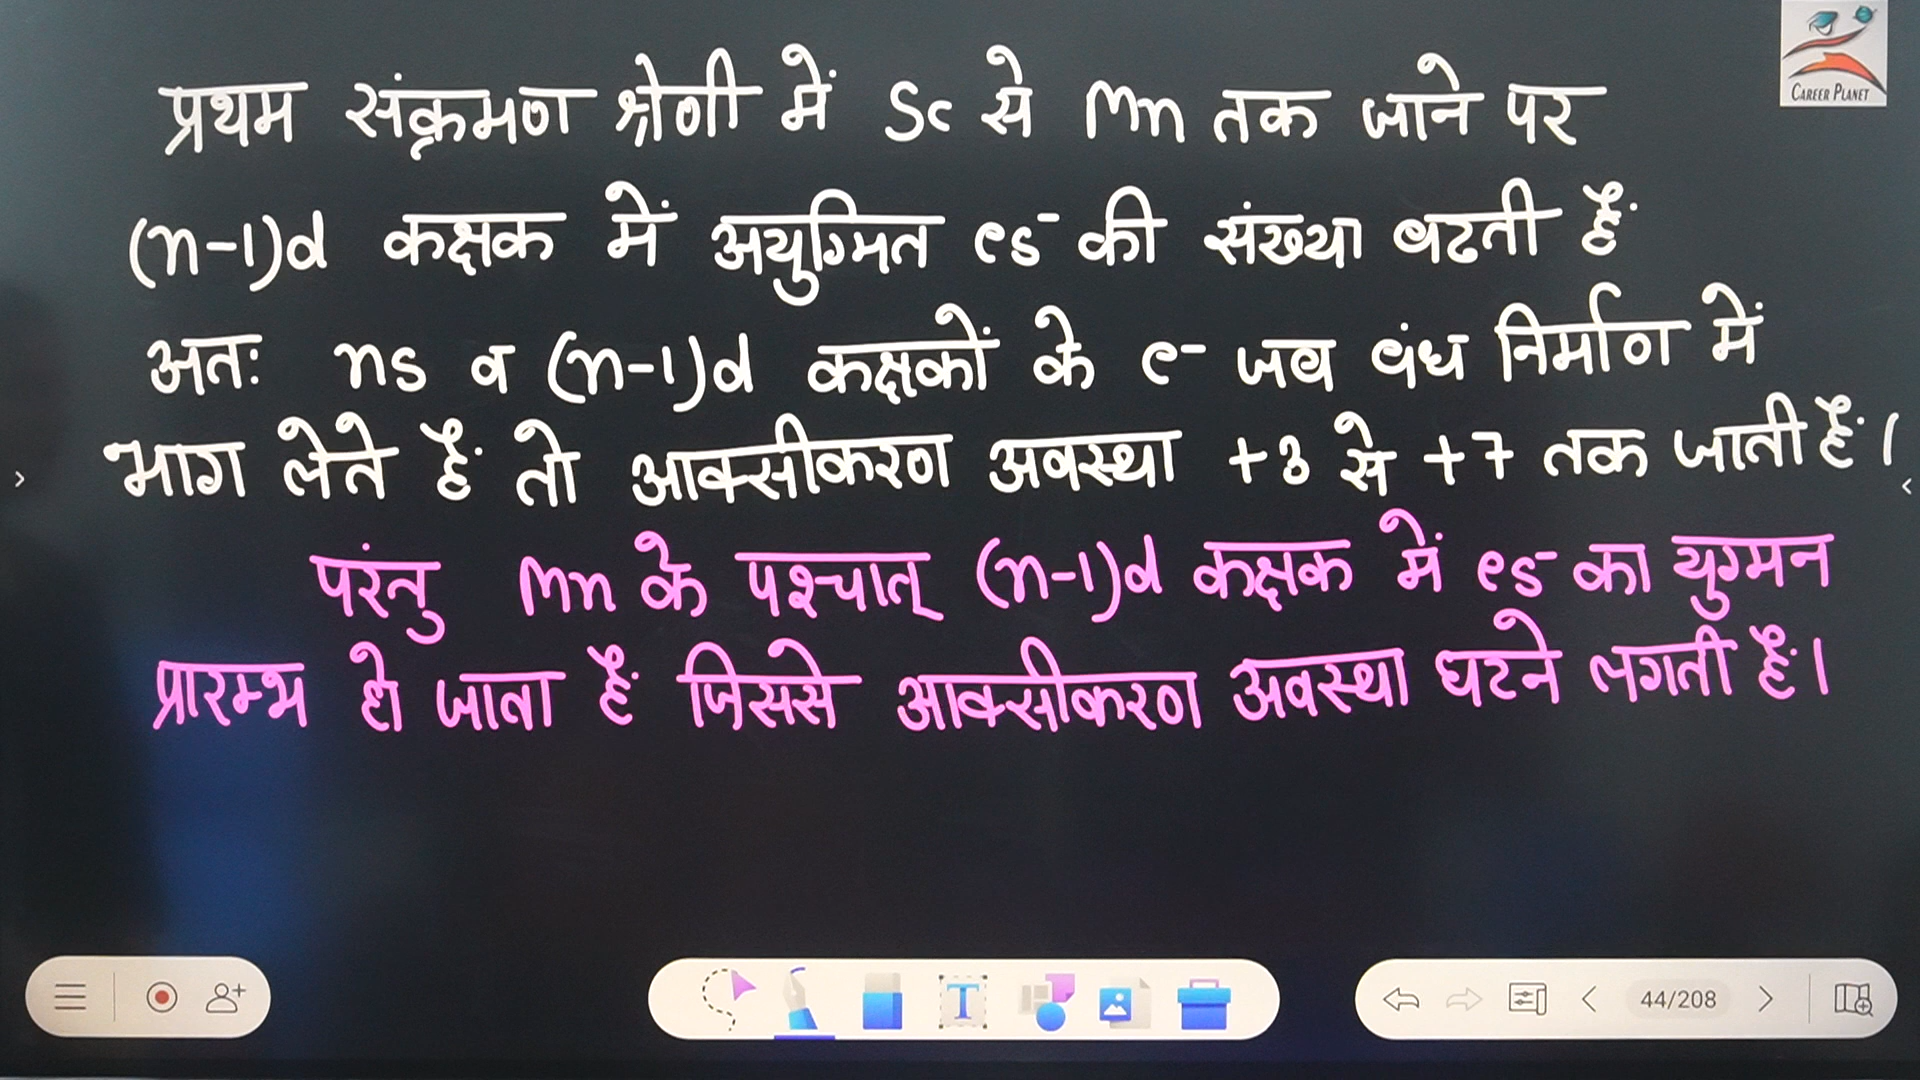 CAREER PLANET
प्रथम संक्रमण श्रेणी में Sc से Mn तक जाने पर
(n-1)d कक्षक में अयुग्मित es⁻ की संख्या बढती हैं
अतः ns व (n-1)d कक्षकों के e⁻ जब बंध निर्माण में
भाग लेते हैं तो आक्सीकरण अवस्था +3 से +7 तक जाती हैं।
परंतु Mn के पश्चात् (n-1)d कक्षक में es⁻ का युग्मन
प्रारम्भ हो जाता हैं जिससे आक्सीकरण अवस्था घटने लगती हैं।
T
44/208